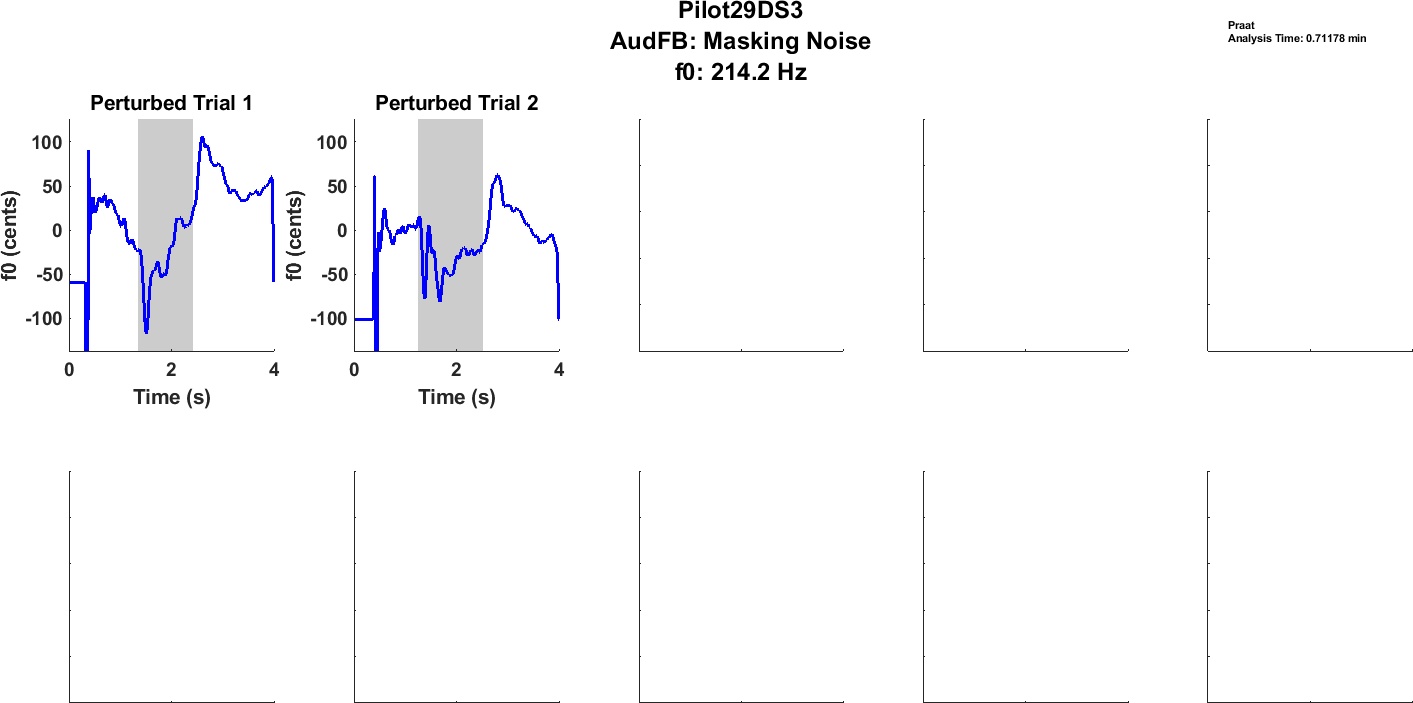 Pilot29DS3
AudFB: Masking Noise
f0: 214.2 Hz
Praat
Analysis Time: 0.71178 min
Perturbed Trial 1
100
50
0
-50
-100
f0 (cents)
0 2 4
Time (s)
Perturbed Trial 2
100
50
0
-50
-100
f0 (cents)
0 2 4
Time (s)